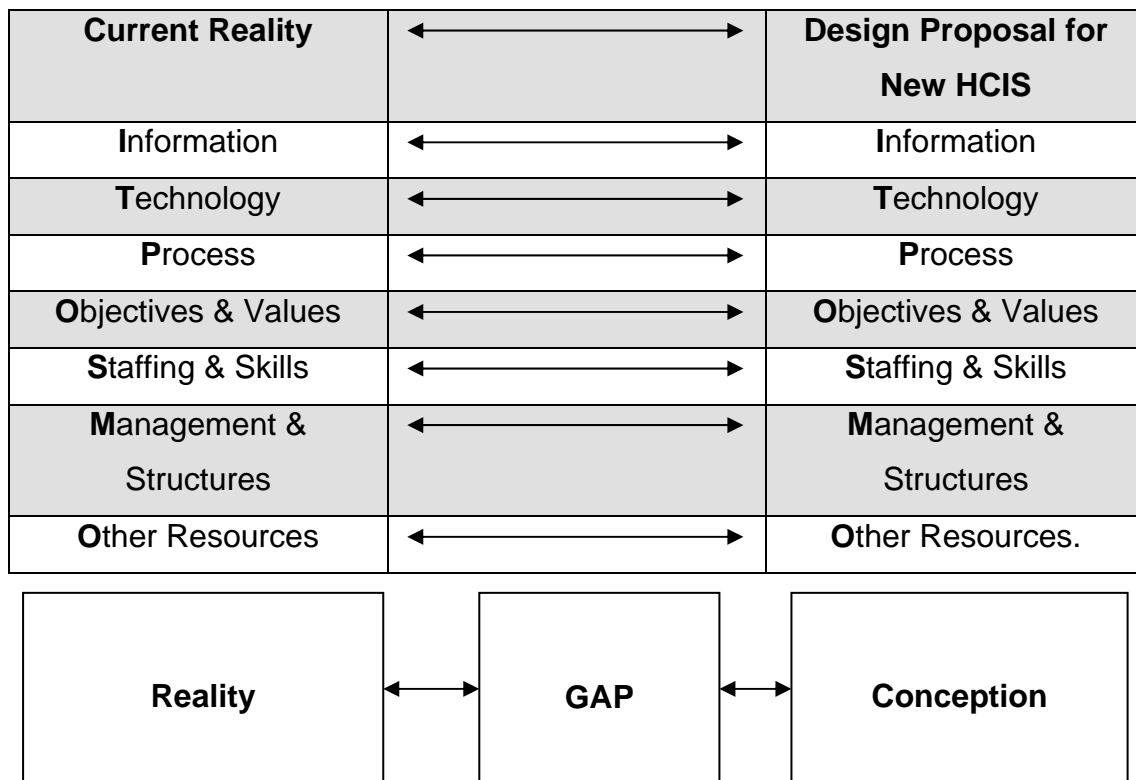 Current Reality
Design Proposal for
New HCIS
Information
Information
Technology
Technology
Process
Process
Objectives & Values
Objectives & Values
Staffing & Skills
Staffing & Skills
Management &
Structures
Management &
Structures
Other Resources
Other Resources.
Reality
GAP
Conception